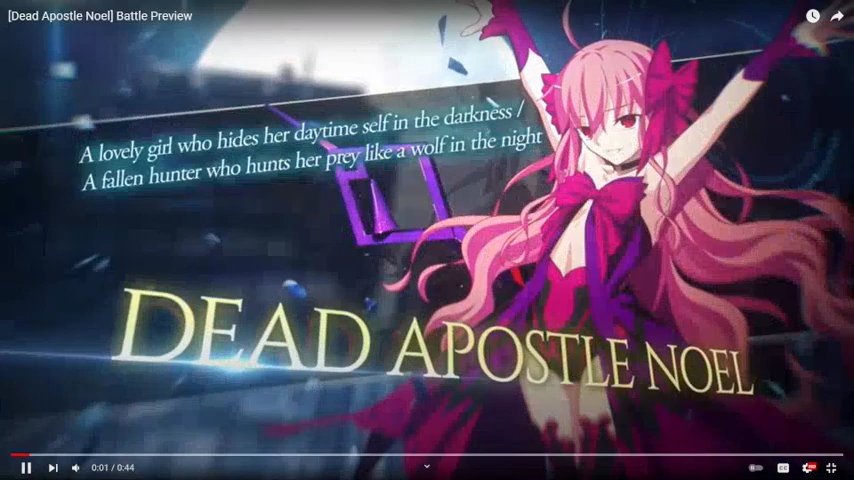 [Dead Apostle Noel] Battle Preview
A lovely girl who hides her daytime self in the darkness /
A fallen hunter who hunts her prey like a wolf in the night
DEAD APOSTLE NOEL
0:01 / 0:44